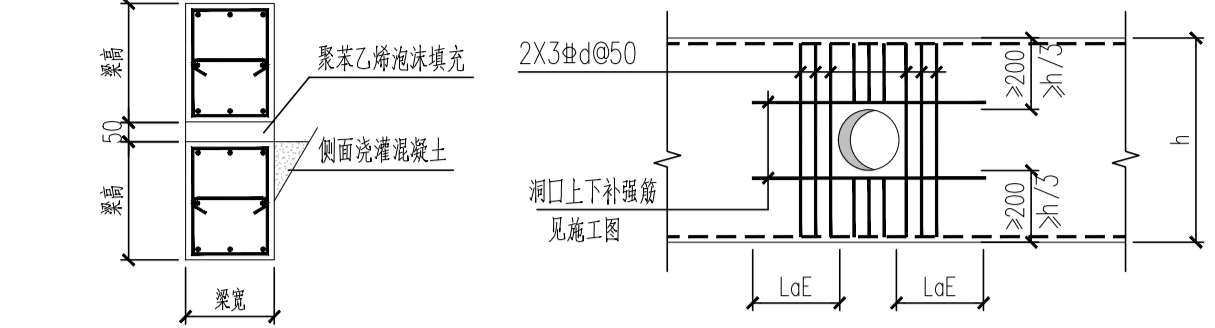 梁高
50
梁高
梁宽
聚苯乙烯泡沫填充
侧面浇灌混凝土
2X3⌽d@50
洞口上下补强筋
见施工图
LaE
LaE
≥200
≥h/3
≥200
≥h/3
h